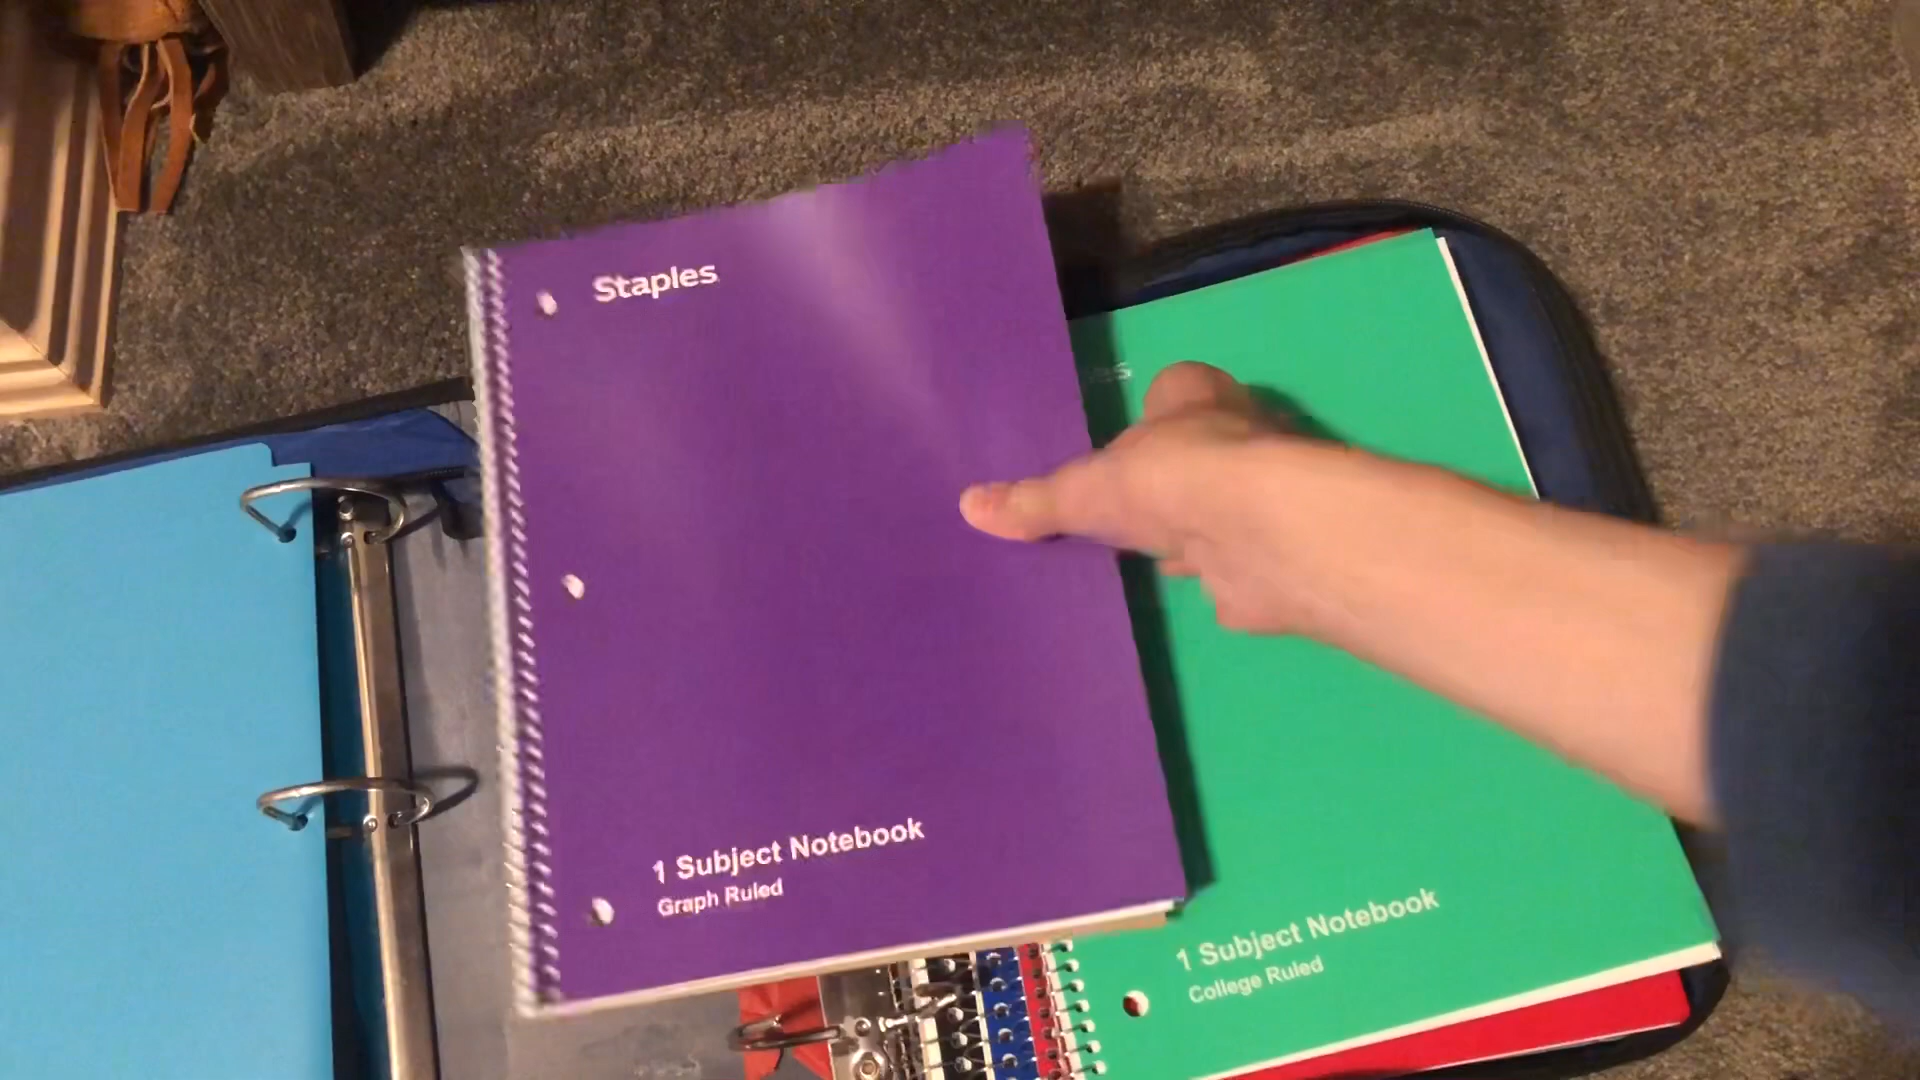 Staples
1 Subject Notebook
Graph Ruled
1 Subject Notebook
College Ruled